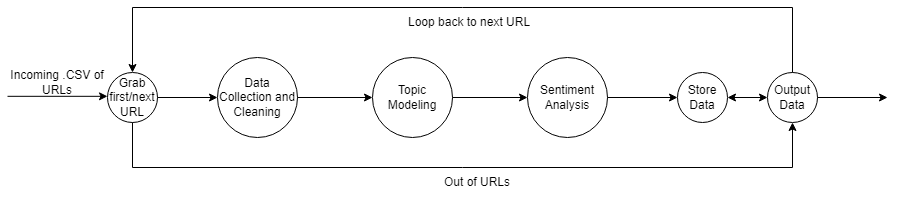 Loop back to next URL
Incoming .CSV of
URLs
Grab
first/next
URL
Data
Collection and
Cleaning
Topic
Modeling
Sentiment
Analysis
Store
Data
Output
Data
Out of URLs